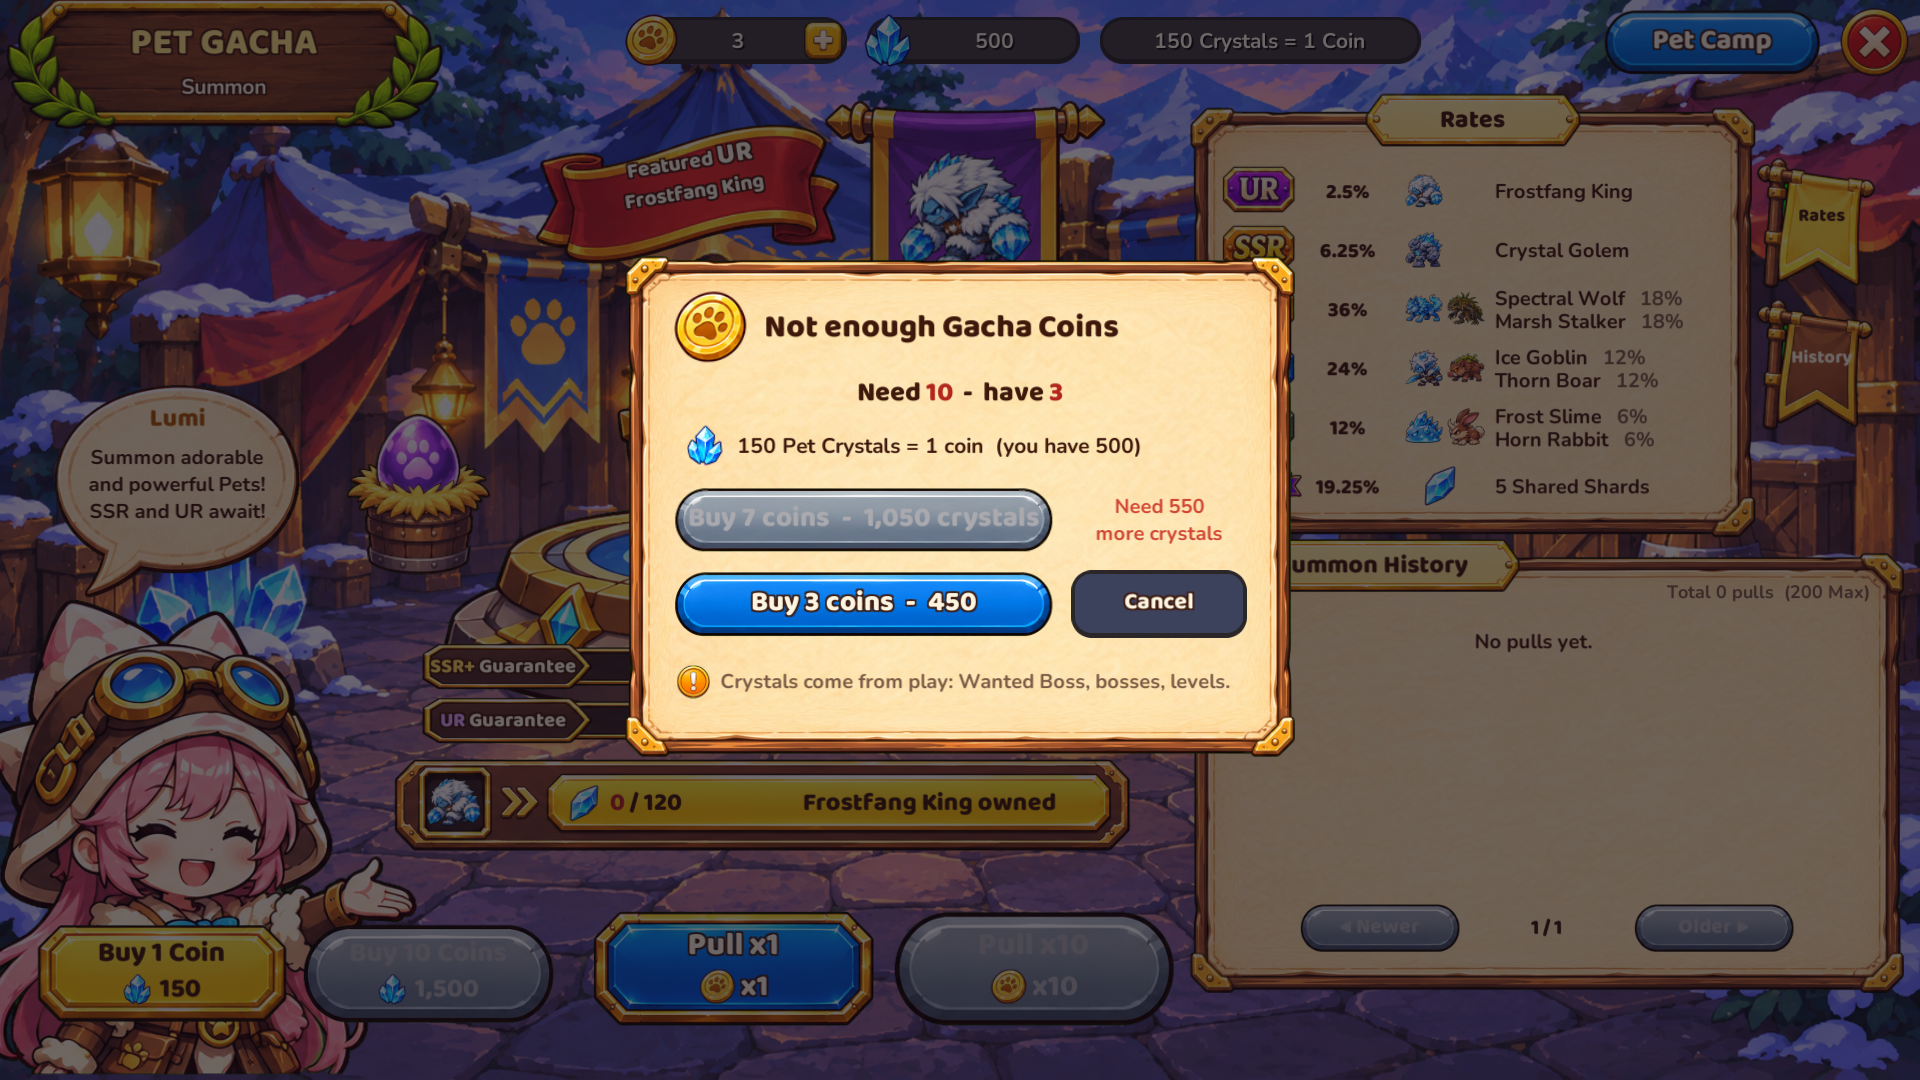 PET GACHA
Summon
3
500
150 Crystals = 1 Coin
Pet Camp
Featured UR
Frostfang King
Rates
UR 2.5% Frostfang King
SSR 6.25% Crystal Golem
36% Spectral Wolf 18%
Marsh Stalker 18%
24% Ice Goblin 12%
Thorn Boar 12%
12% Frost Slime 6%
Horn Rabbit 6%
19.25% 5 Shared Shards
Rates
History
Lumi
Summon adorable
and powerful Pets!
SSR and UR await!
Not enough Gacha Coins
Need 10 - have 3
150 Pet Crystals = 1 coin (you have 500)
Buy 7 coins - 1,050 crystals
Need 550
more crystals
Buy 3 coins - 450
Cancel
Crystals come from play: Wanted Boss, bosses, levels.
SSR+ Guarantee
UR Guarantee
ummon History
Total 0 pulls (200 Max)
No pulls yet.
0 / 120 Frostfang King owned
Buy 1 Coin
150
Buy 10 Coins
1,500
Pull x1
x1
Pull x10
x10
Newer
1 / 1
Older